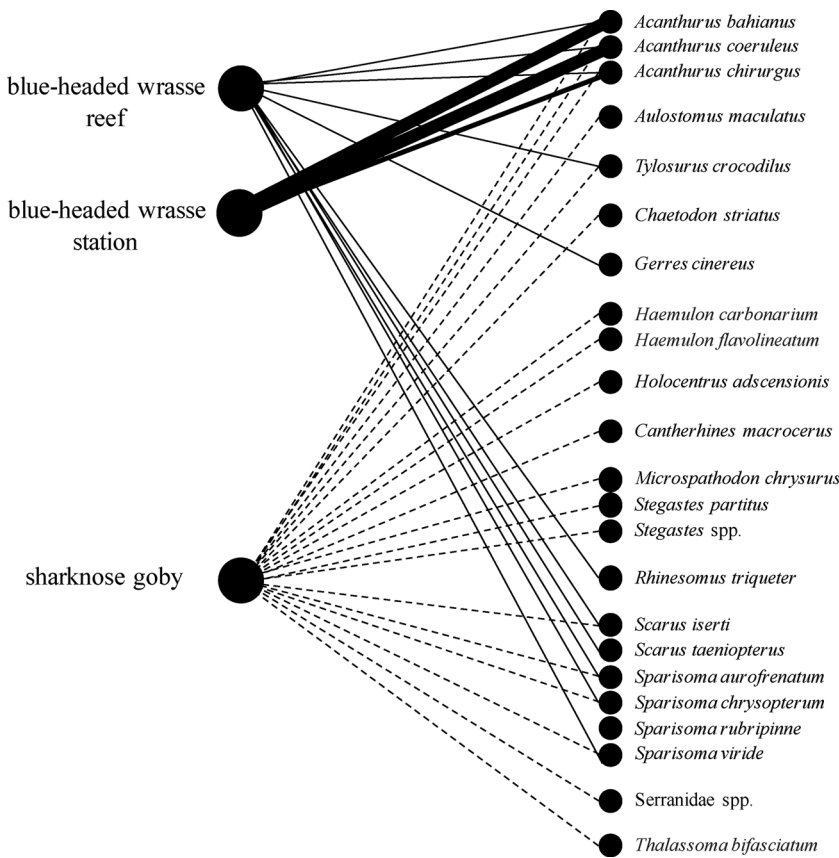 blue-headed wrasse
reef
blue-headed wrasse
station
sharknose goby
Acanthurus bahianus
Acanthurus coeruleus
Acanthurus chirurgus
Aulostomus maculatus
Tylosurus crocodilus
Chaetodon striatus
Gerres cinereus
Haemulon carbonarium
Haemulon flavolineatum
Holocentrus adscensionis
Cantherhines macrocerus
Microspathodon chrysurus
Stegastes partitus
Stegastes spp.
Rhinesomus triqueter
Scarus iserti
Scarus taeniopterus
Sparisoma aurofrenatum
Sparisoma chrysopterum
Sparisoma rubripinne
Sparisoma viride
Serranidae spp.
Thalassoma bifasciatum